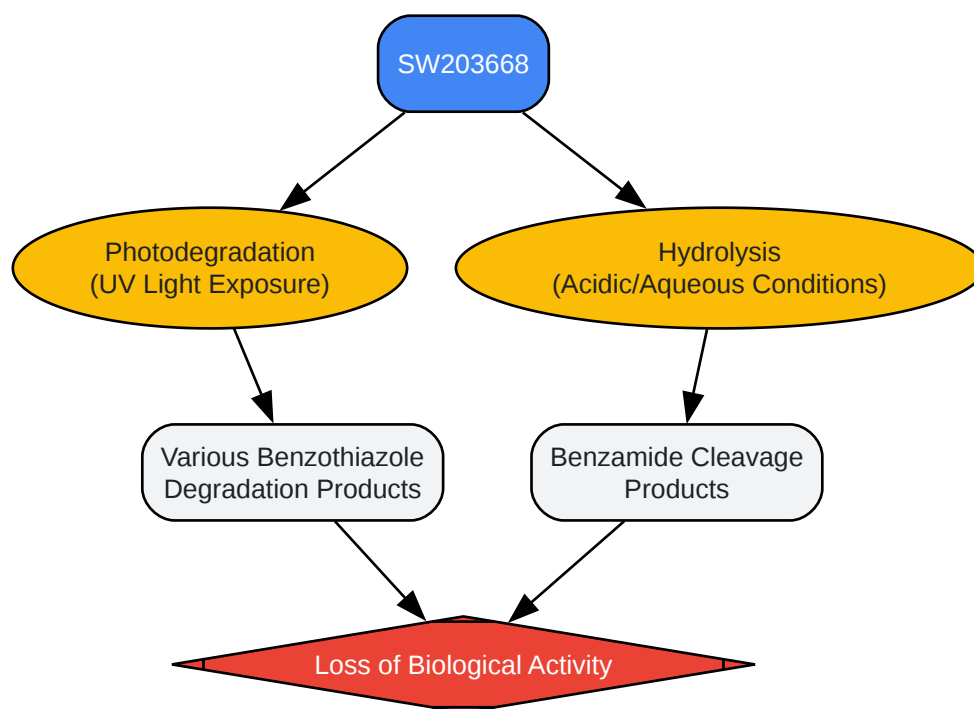 SW203668
Photodegradation
(UV Light Exposure)
Hydrolysis
(Acidic/Aqueous Conditions)
Various Benzothiazole
Degradation Products
Benzamide Cleavage
Products
Loss of Biological Activity